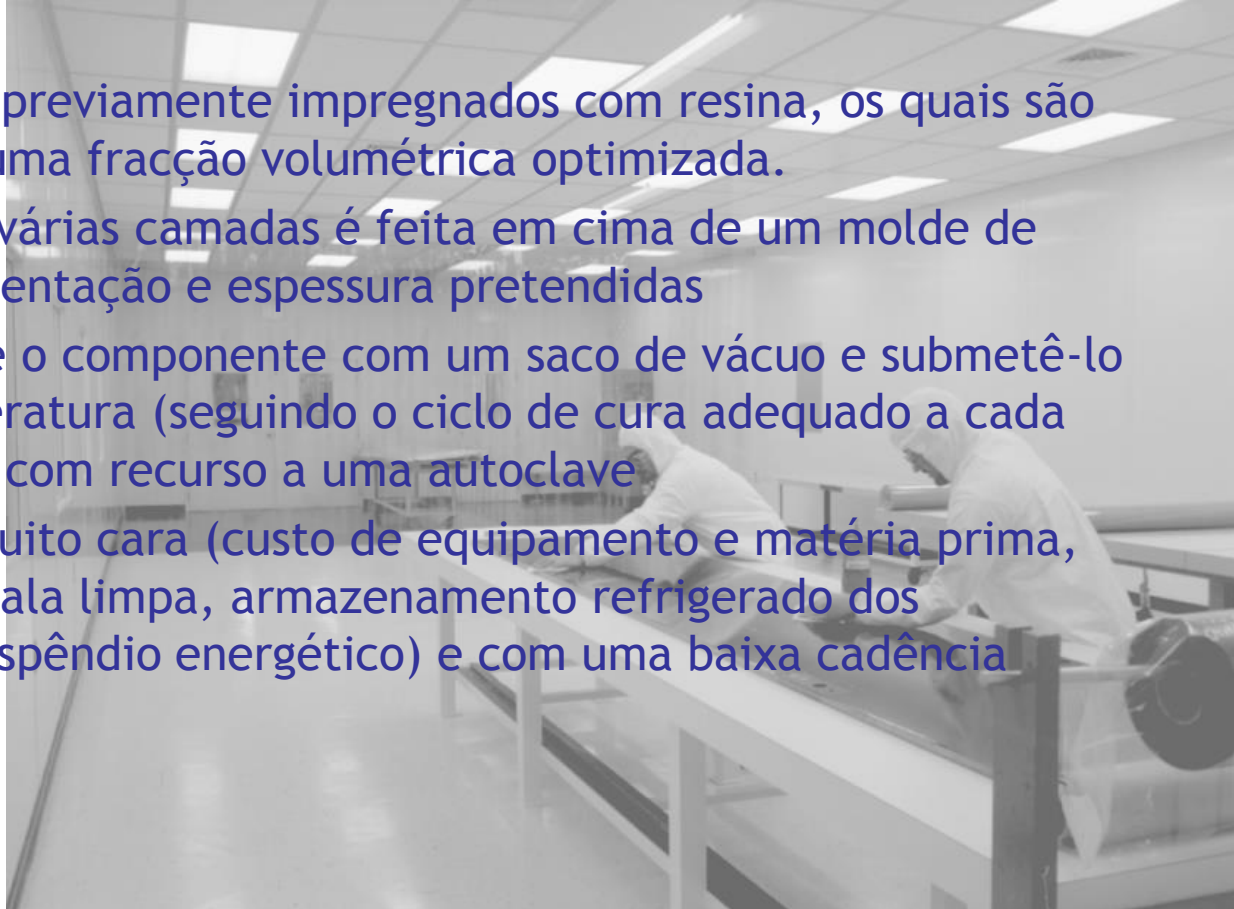 previamente impregnados com resina, os quais são
uma fracção volumétrica optimizada.
várias camadas é feita em cima de um molde de
entação e espessura pretendidas
o componente com um saco de vácuo e submetê-lo
eratura (seguindo o ciclo de cura adequado a cada
com recurso a uma autoclave
uito cara (custo de equipamento e matéria prima,
ala limpa, armazenamento refrigerado dos
spêndio energético) e com uma baixa cadência